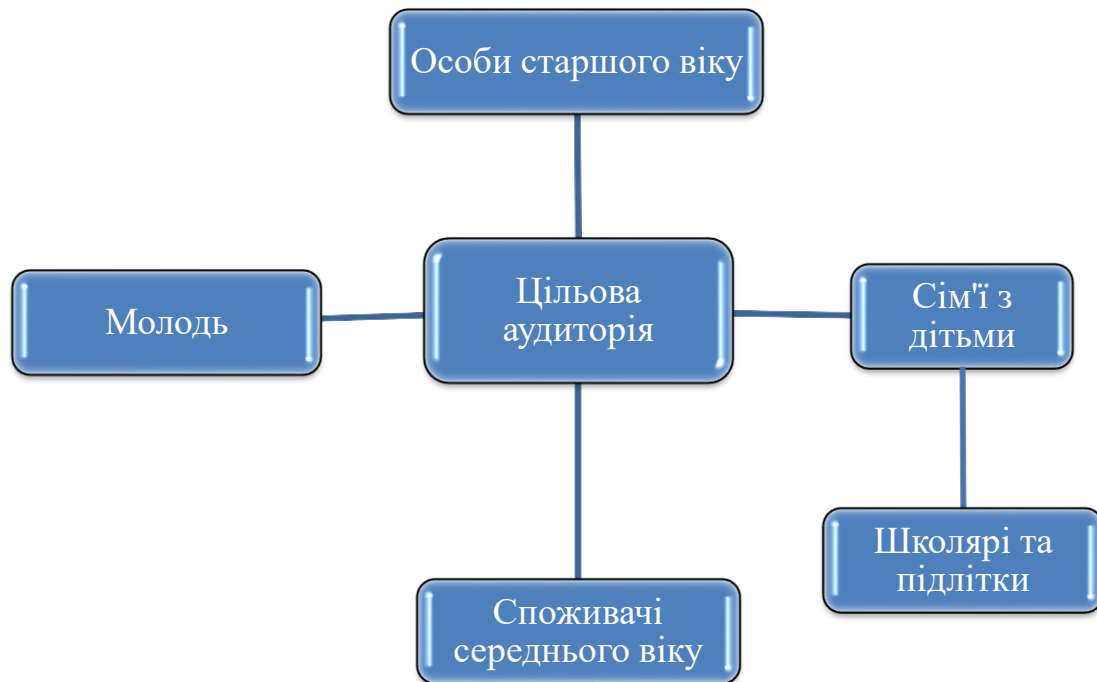 Особи старшого віку
Молодь
Цільова
аудиторія
Сім'ї з
дітьми
Школярі та
підлітки
Споживачі
середнього віку